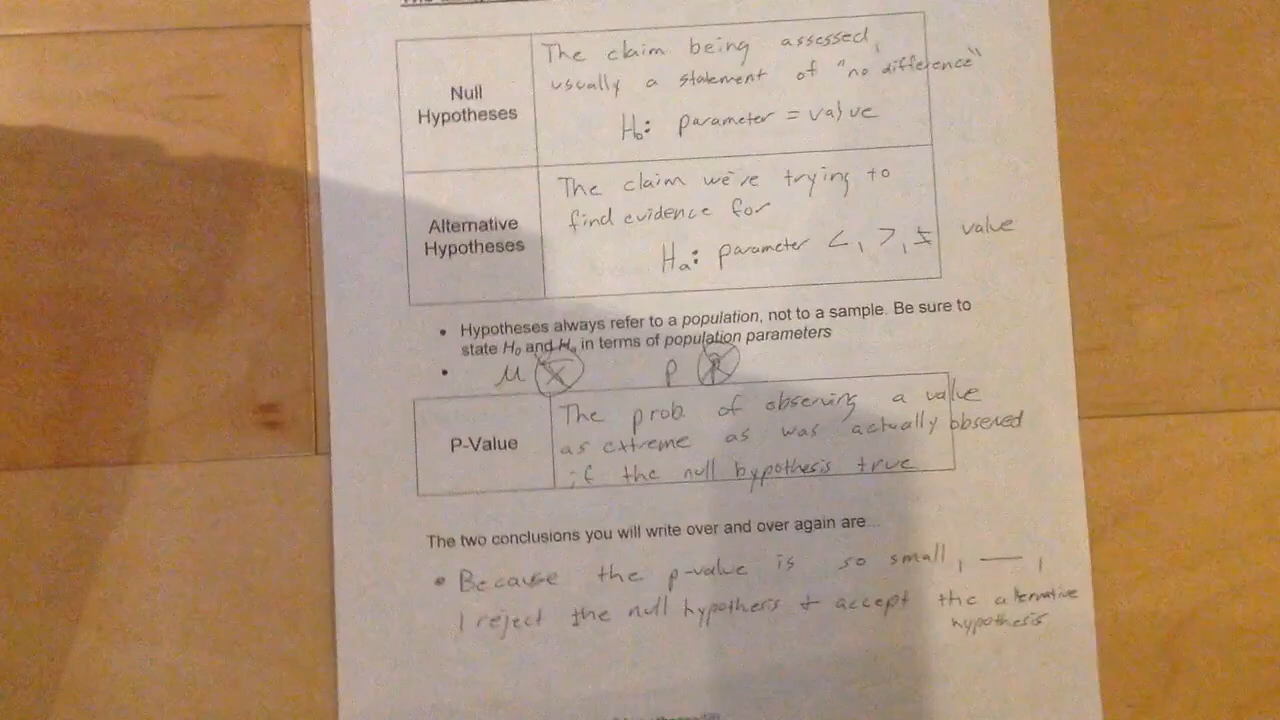 Null
Hypotheses
The claim being assessed,
usually a statement of "no difference"
H₀: parameter = value
Alternative
Hypotheses
The claim we're trying to
find evidence for
Hₐ: parameter <, >, ≠ value
• Hypotheses always refer to a population, not to a sample. Be sure to
state H₀ and Hₐ in terms of population parameters
• μ x̄ p p̂
P-Value
The prob. of observing a value
as extreme as was actually observed
if the null hypothesis true
The two conclusions you will write over and over again are...
• Because the p-value is so small, —,
I reject the null hypothesis + accept the alternative
hypothesis